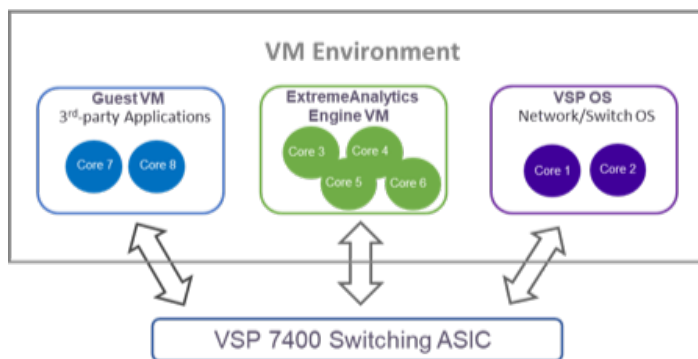 VM Environment
Guest VM
3rd-party Applications
Core 7
Core 8
ExtremeAnalytics
Engine VM
Core 3
Core 4
Core 5
Core 6
VSP OS
Network/Switch OS
Core 1
Core 2
VSP 7400 Switching ASIC